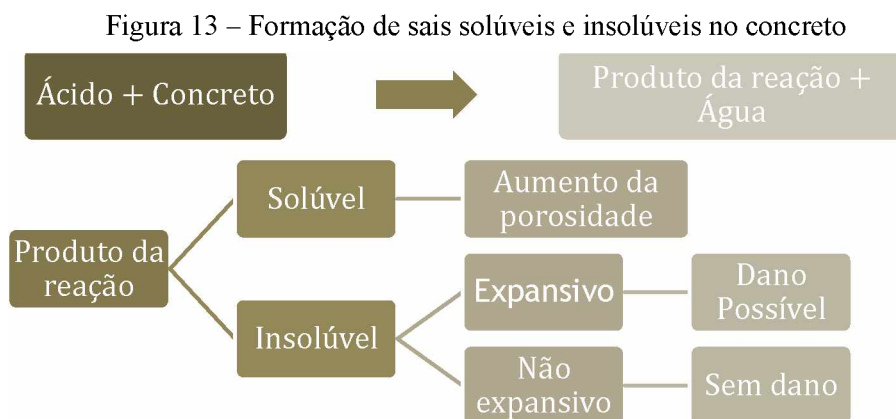 Figura 13 – Formação de sais solúveis e insolúveis no concreto
Ácido + Concreto
Produto da reação +
Água
Solúvel
Aumento da
porosidade
Produto da
reação
Insolúvel
Expansivo
Dano
Possível
Não
expansivo
Sem dano